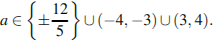 a ∈ {±12/5} ∪ (−4, −3) ∪ (3, 4).